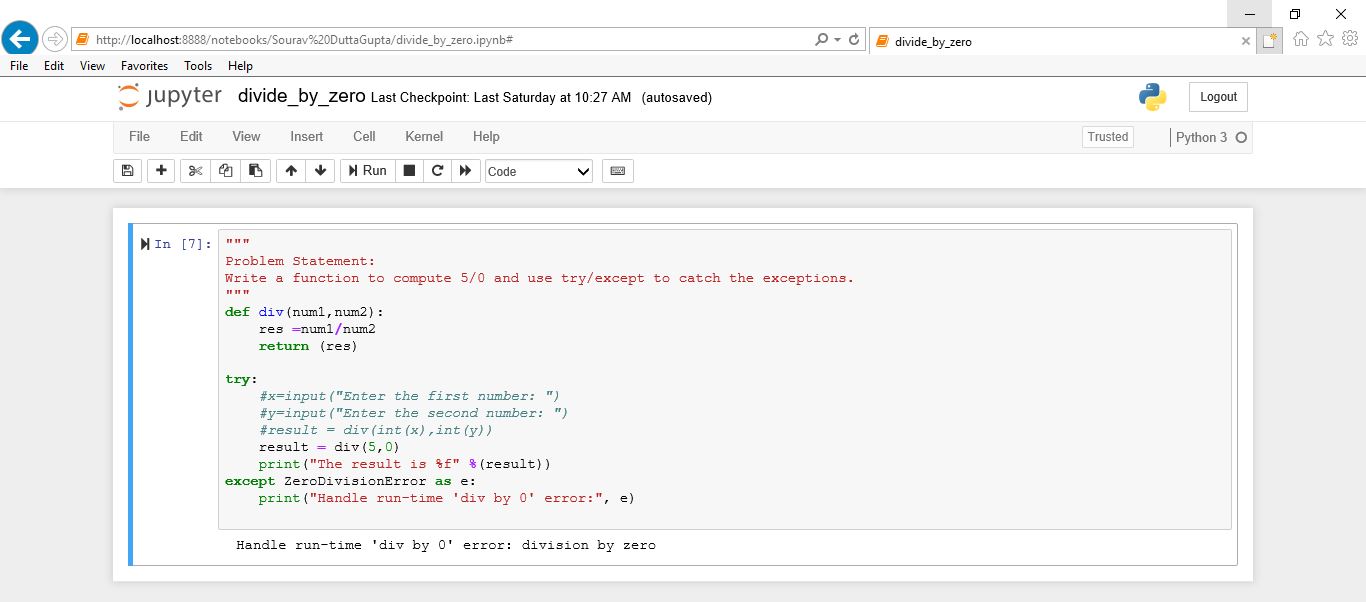 http://localhost:8888/notebooks/Sourav%20DuttaGupta/divide_by_zero.ipynb#
divide_by_zero
File Edit View Favorites Tools Help
jupyter divide_by_zero Last Checkpoint: Last Saturday at 10:27 AM (autosaved)
Logout
File Edit View Insert Cell Kernel Help
Trusted
Python 3
Run
Code
In [7]:
"""
Problem Statement:
Write a function to compute 5/0 and use try/except to catch the exceptions.
"""
def div(num1,num2):
    res =num1/num2
    return (res)

try:
    #x=input("Enter the first number: ")
    #y=input("Enter the second number: ")
    #result = div(int(x),int(y))
    result = div(5,0)
    print("The result is %f" %(result))
except ZeroDivisionError as e:
    print("Handle run-time 'div by 0' error:", e)
Handle run-time 'div by 0' error: division by zero